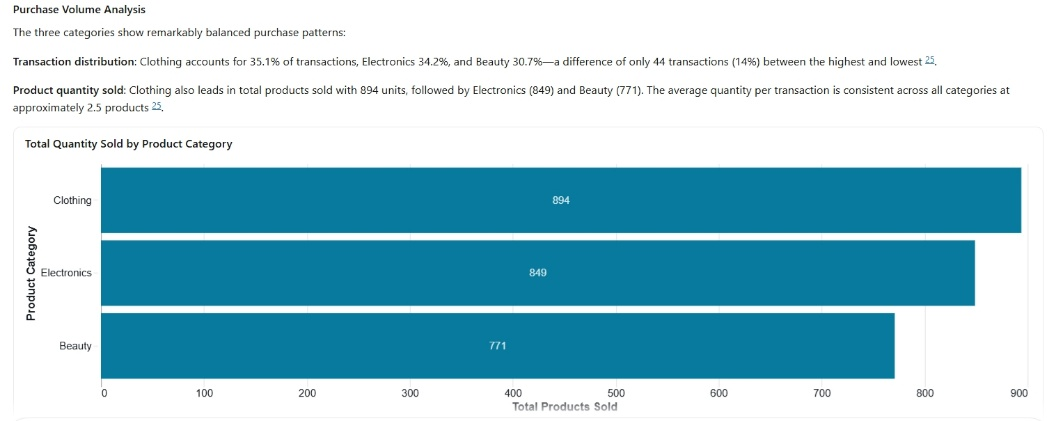 Purchase Volume Analysis
The three categories show remarkably balanced purchase patterns:
Transaction distribution: Clothing accounts for 35.1% of transactions, Electronics 34.2%, and Beauty 30.7%—a difference of only 44 transactions (14%) between the highest and lowest 25.
Product quantity sold: Clothing also leads in total products sold with 894 units, followed by Electronics (849) and Beauty (771). The average quantity per transaction is consistent across all categories at
approximately 2.5 products 25.
Total Quantity Sold by Product Category
Product Category
Clothing
894
Electronics
849
Beauty
771
0 100 200 300 400 500 600 700 800 900
Total Products Sold